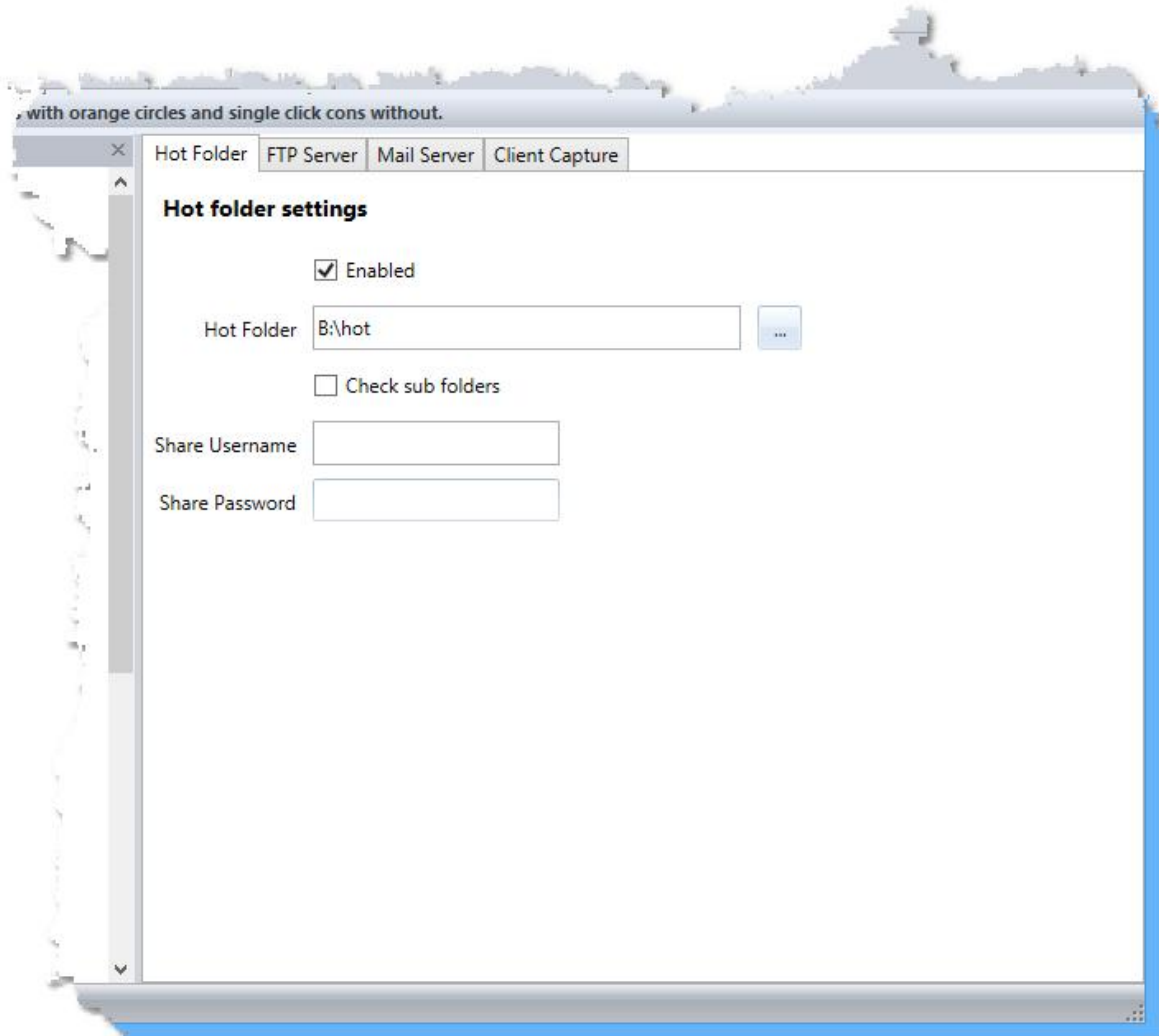 with orange circles and single click cons without.
Hot Folder FTP Server Mail Server Client Capture
Hot folder settings
Enabled
Hot Folder B:\hot ...
Check sub folders
Share Username
Share Password